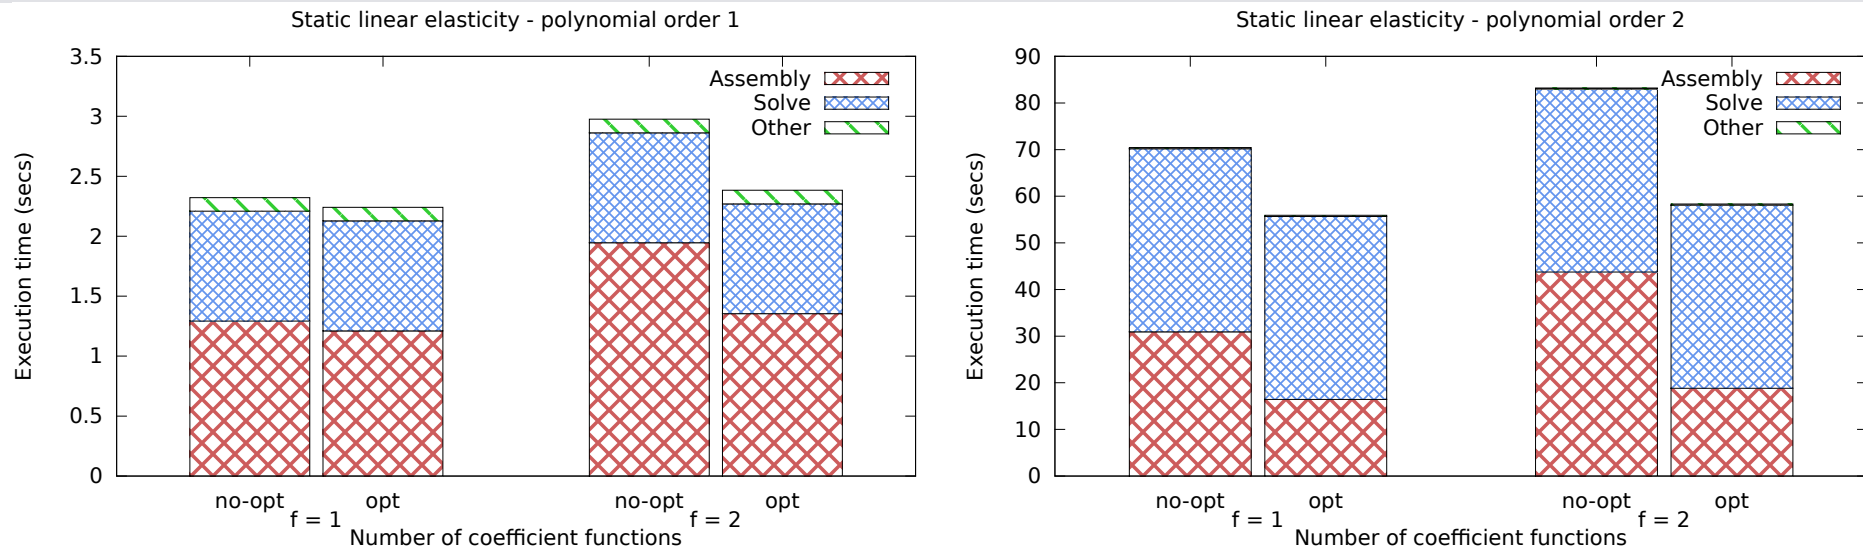 Static linear elasticity - polynomial order 1
3.5
3
2.5
2
1.5
1
0.5
0
Execution time (secs)
Assembly
Solve
Other
no-opt opt no-opt opt
f = 1 f = 2
Number of coefficient functions
Static linear elasticity - polynomial order 2
90
80
70
60
50
40
30
20
10
0
Execution time (secs)
Assembly
Solve
Other
no-opt opt no-opt opt
f = 1 f = 2
Number of coefficient functions